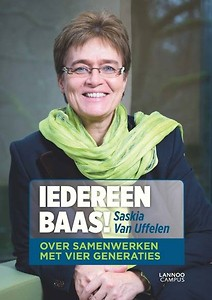 IEDEREEN
BAAS!
Saskia
Van Uffelen
OVER SAMENWERKEN
MET VIER GENERATIES
LANNOO
CAMPUS